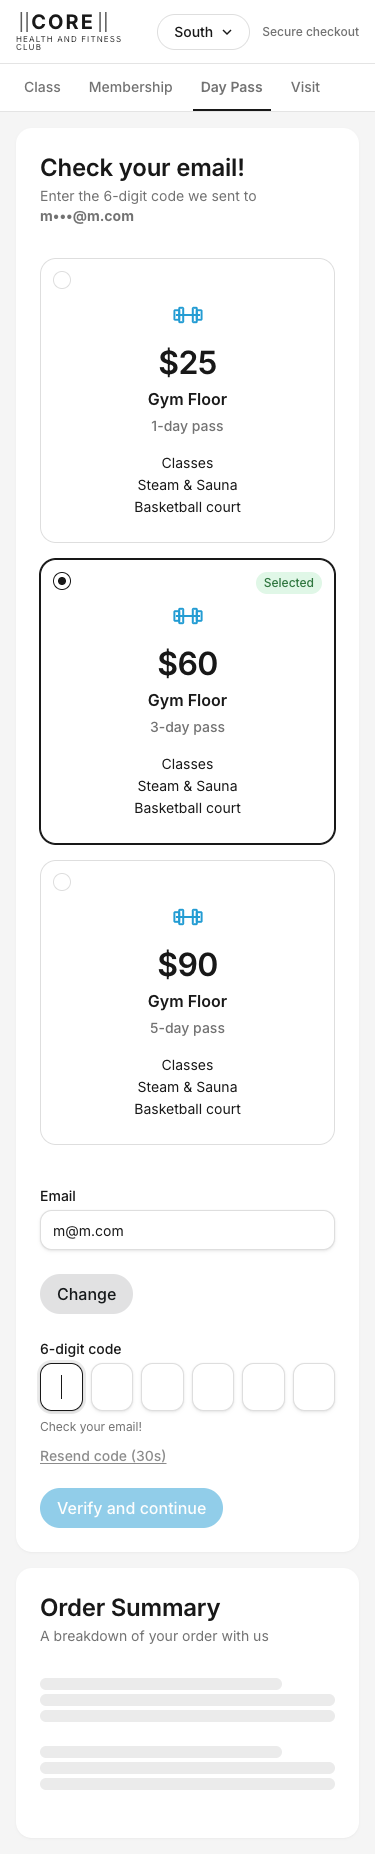 ||CORE||
HEALTH AND FITNESS
CLUB
South
Secure checkout
Class
Membership
Day Pass
Visit
Check your email!
Enter the 6-digit code we sent to
m•••@m.com
$25
Gym Floor
1-day pass
Classes
Steam & Sauna
Basketball court
Selected
$60
Gym Floor
3-day pass
Classes
Steam & Sauna
Basketball court
$90
Gym Floor
5-day pass
Classes
Steam & Sauna
Basketball court
Email
m@m.com
Change
6-digit code
Check your email!
Resend code (30s)
Verify and continue
Order Summary
A breakdown of your order with us